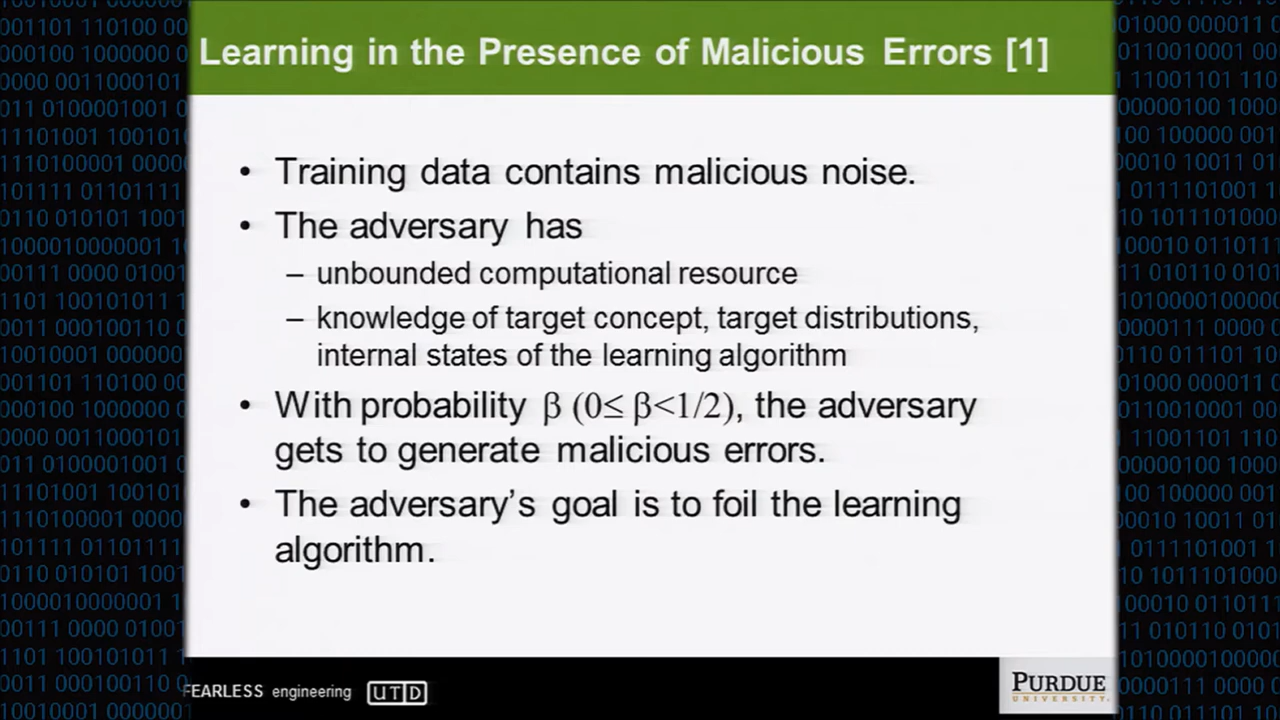 Learning in the Presence of Malicious Errors [1]
• Training data contains malicious noise.
• The adversary has
– unbounded computational resource
– knowledge of target concept, target distributions,
internal states of the learning algorithm
• With probability β (0≤ β<1/2), the adversary
gets to generate malicious errors.
• The adversary’s goal is to foil the learning
algorithm.
FEARLESS engineering UTD
PURDUE
UNIVERSITY